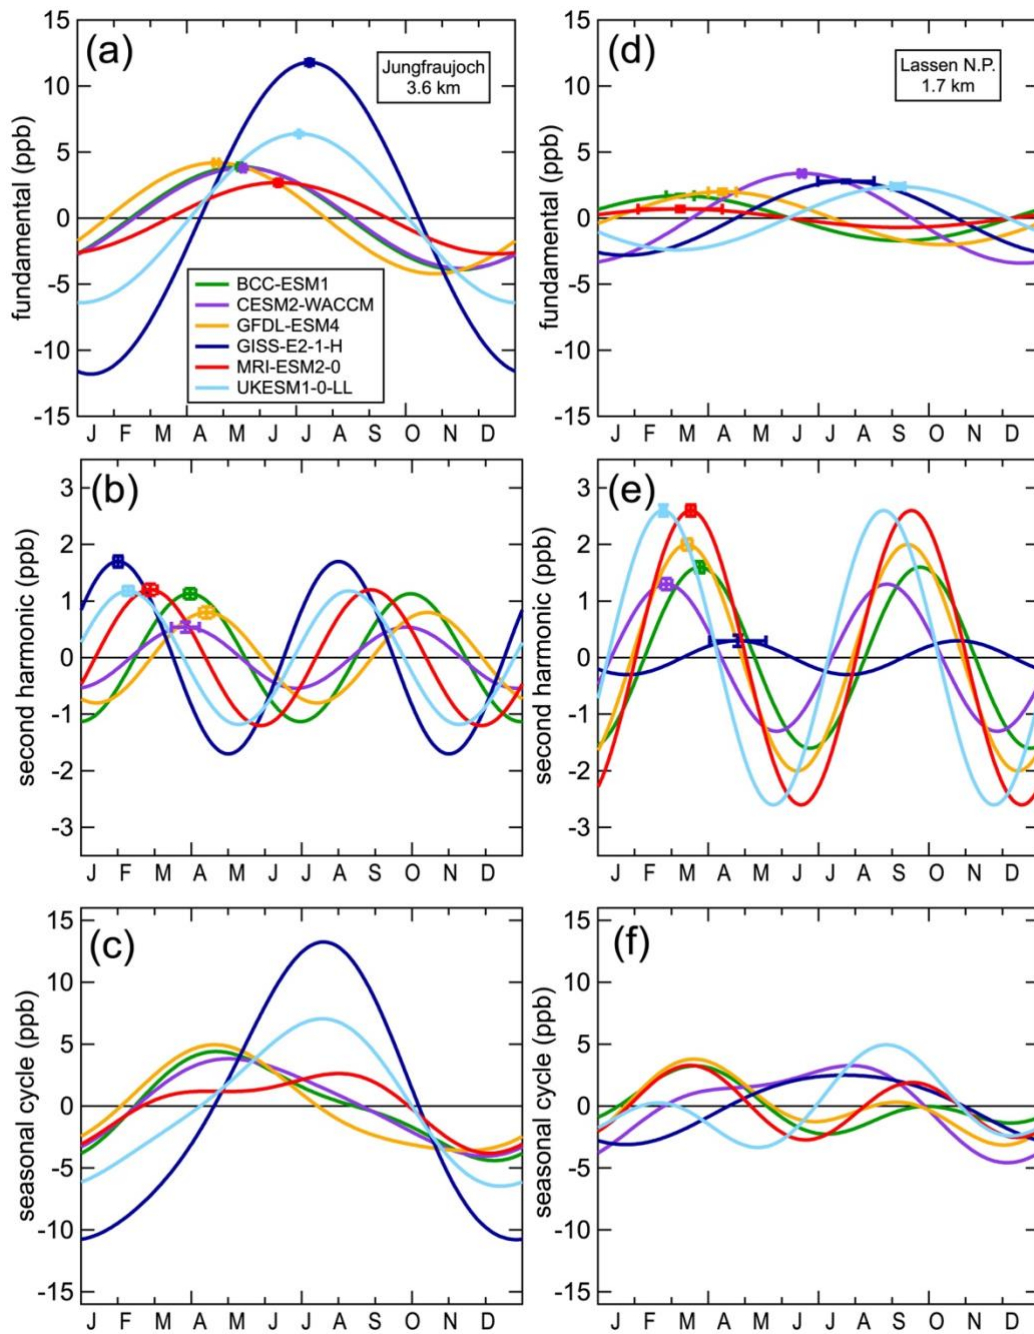 (a)
Jungfraujoch
3.6 km
fundamental (ppb)
15
10
5
0
-5
-10
-15
BCC-ESM1
CESM2-WACCM
GFDL-ESM4
GISS-E2-1-H
MRI-ESM2-0
UKESM1-0-LL
J F M A M J J A S O N D
(d)
Lassen N.P.
1.7 km
fundamental (ppb)
15
10
5
0
-5
-10
-15
J F M A M J J A S O N D
(b)
second harmonic (ppb)
3
2
1
0
-1
-2
-3
J F M A M J J A S O N D
(e)
second harmonic (ppb)
3
2
1
0
-1
-2
-3
J F M A M J J A S O N D
(c)
seasonal cycle (ppb)
15
10
5
0
-5
-10
-15
J F M A M J J A S O N D
(f)
seasonal cycle (ppb)
15
10
5
0
-5
-10
-15
J F M A M J J A S O N D